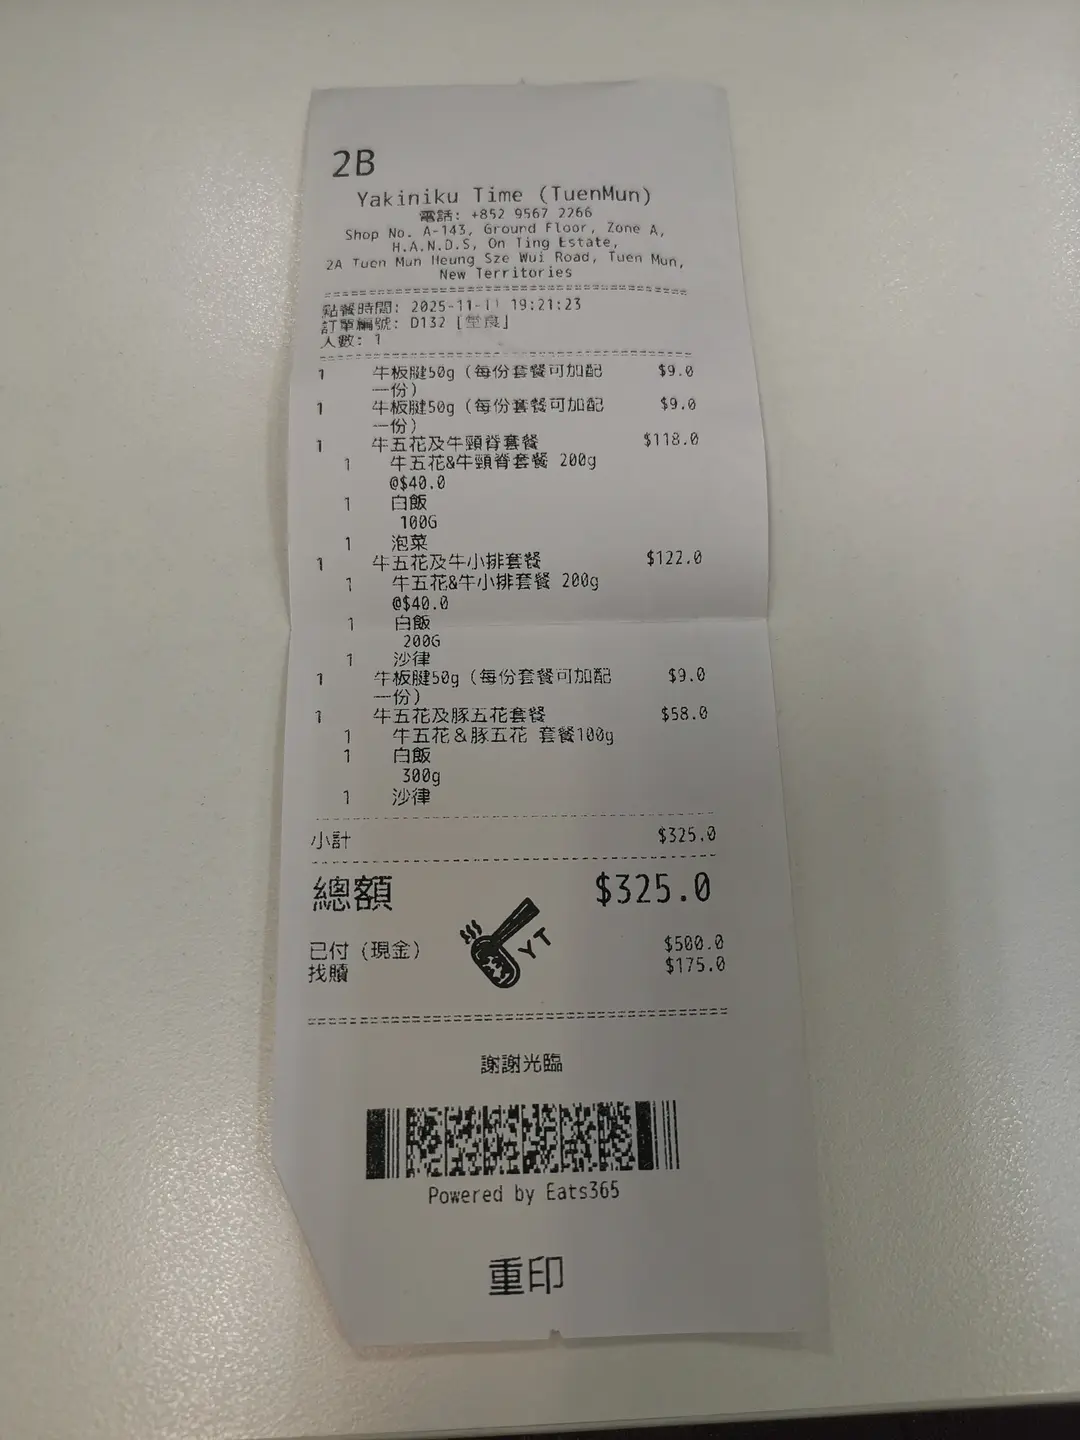 2B
Yakiniku Time (TuenMun)
電話: +852 9567 2266
Shop No. A-143, Ground Floor, Zone A,
H.A.N.D.S, On Ting Estate,
2A Tuen Mun Heung Sze Wui Road, Tuen Mun,
New Territories
點餐時間: 2025-11-11 19:21:23
訂單編號: D132 [堂食]
人數: 1
1 牛板腱50g (每份套餐可加配 $9.0
一份)
1 牛板腱50g (每份套餐可加配 $9.0
一份)
1 牛五花及牛頸脊套餐 $118.0
1 牛五花&牛頸脊套餐 200g
@$40.0
1 白飯
100G
1 泡菜
1 牛五花及牛小排套餐 $122.0
1 牛五花&牛小排套餐 200g
@$40.0
1 白飯
200G
1 沙律
1 牛板腱50g (每份套餐可加配 $9.0
一份)
1 牛五花及豚五花套餐 $58.0
1 牛五花＆豚五花 套餐100g
1 白飯
300g
1 沙律
小計 $325.0
總額 $325.0
YT
已付 (現金) $500.0
找贖 $175.0
謝謝光臨
Powered by Eats365
重印